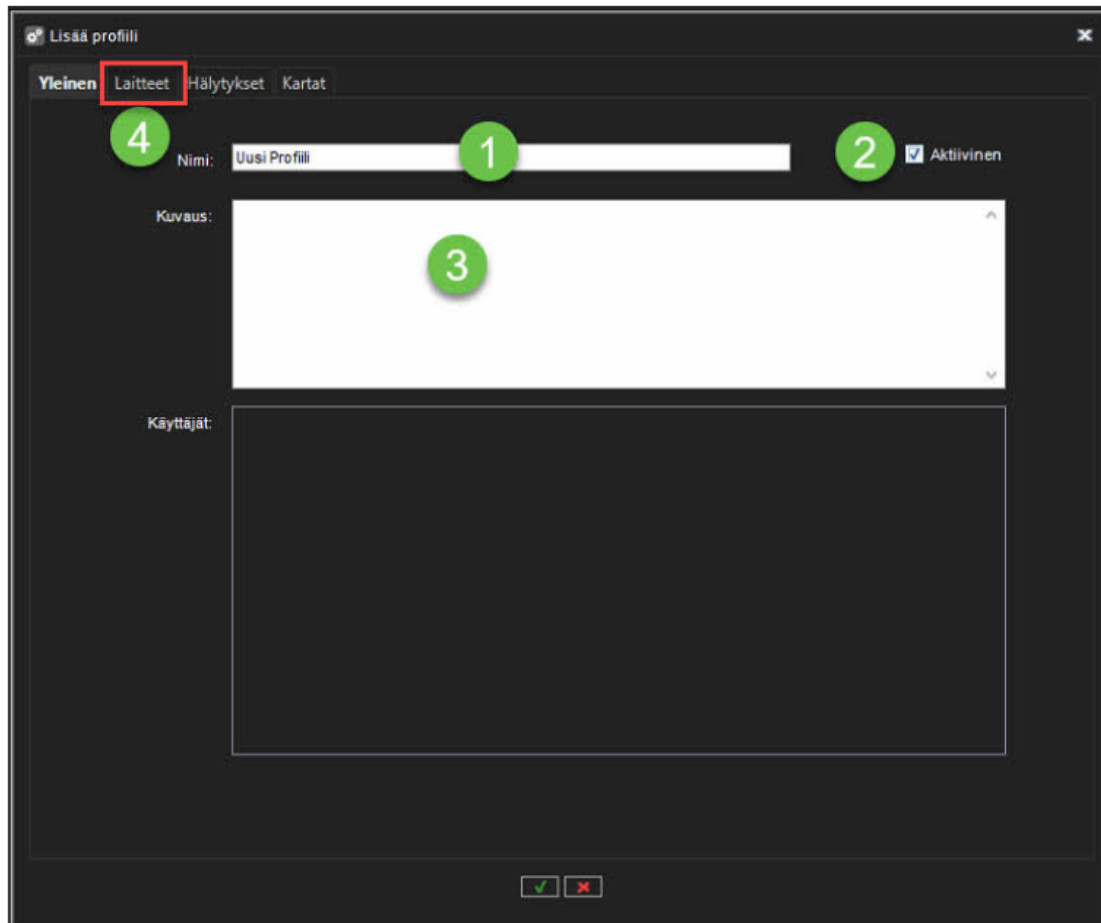 Lisää profiili
Yleinen Laitteet Hälytykset Kartat
4
Nimi: Uusi Profiili 1 2 Aktiivinen
Kuvaus:
3
Käyttäjät: